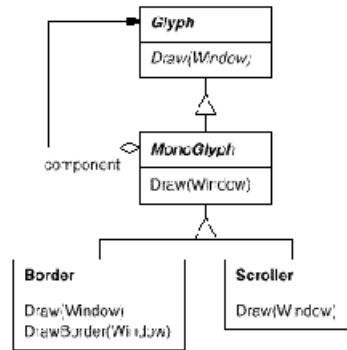 Glyph
Draw(Window)
component
MonoGlyph
Draw(Window)
Border
Draw(Window)
DrawBorder(Window)
Scroller
Draw(Window)